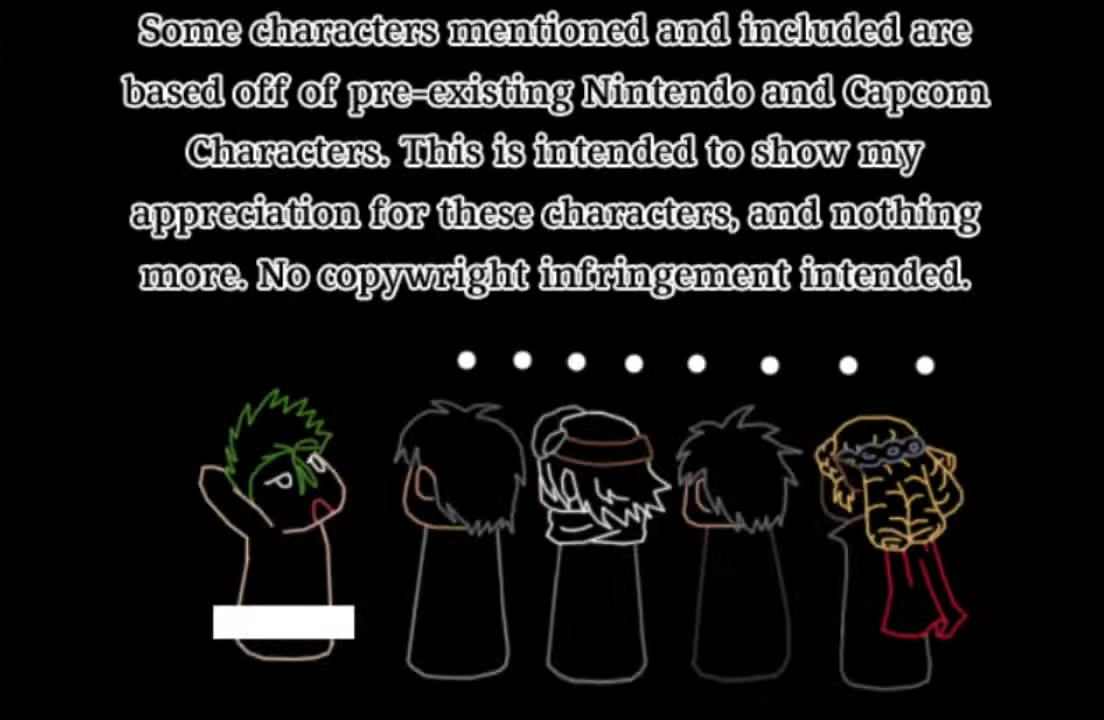 Some characters mentioned and included are
based off of pre-existing Nintendo and Capcom
Characters. This is intended to show my
appreciation for these characters, and nothing
more. No copywright infringement intended.